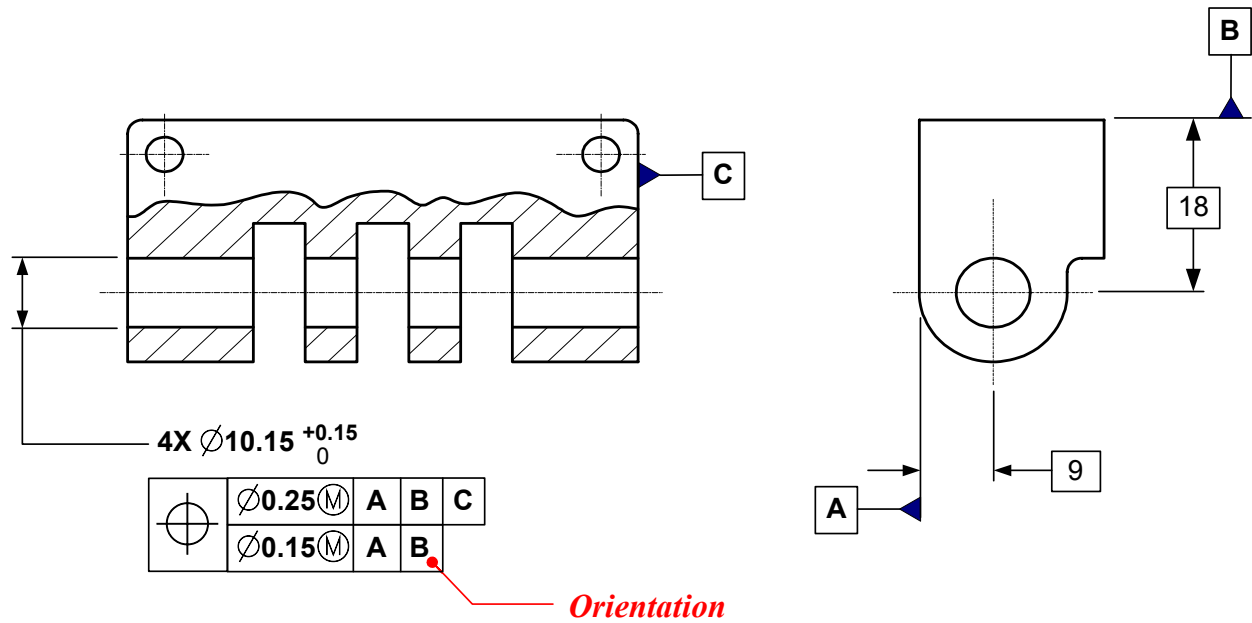 B
C
18
4X ∅10.15 +0.15
0
9
∅0.25Ⓜ A B C
A
∅0.15Ⓜ A B
Orientation